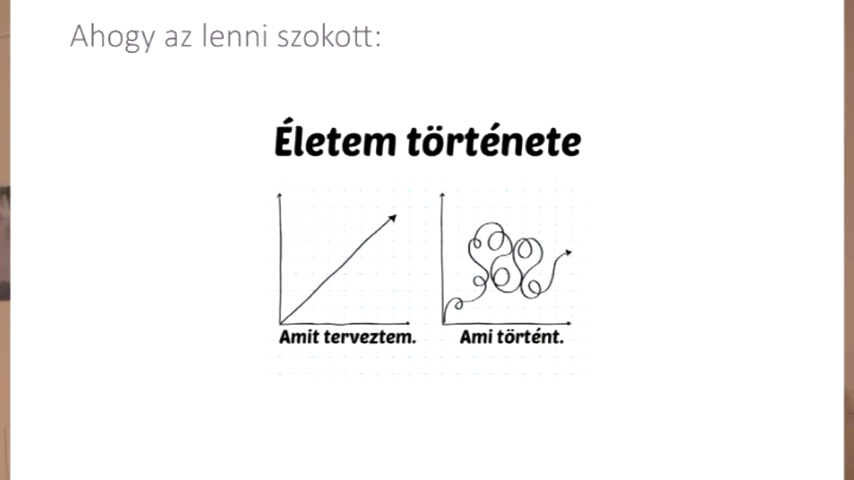 Ahogy az lenni szokott:
Életem története
Amit terveztem.
Ami történt.